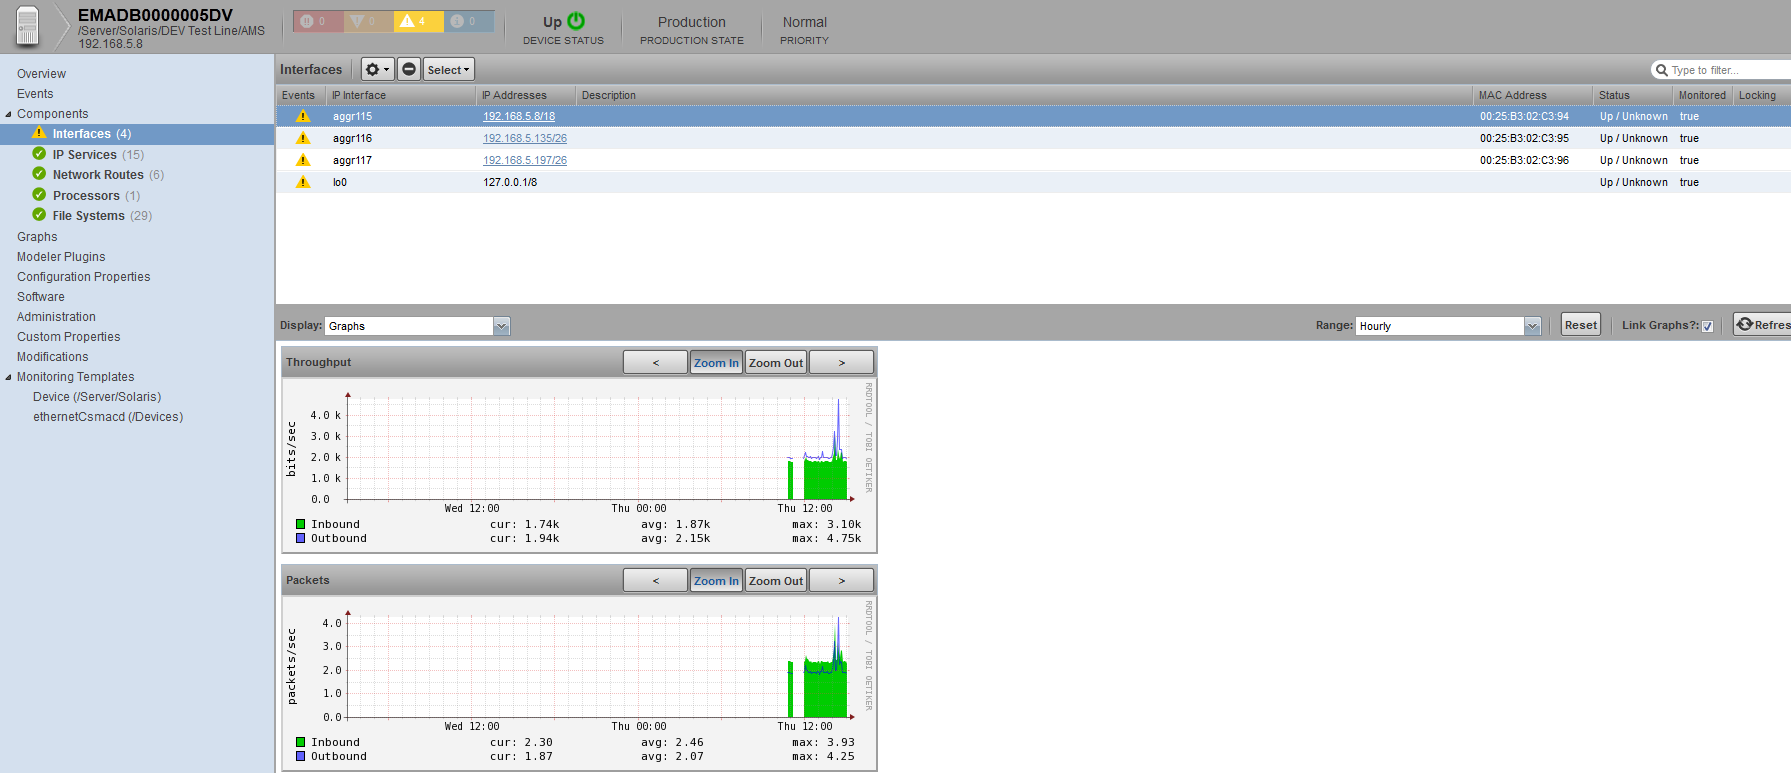 EMADB0000005DV
/Server/Solaris/DEV Test Line/AMS
192.168.5.8
0 0 4 0
Up
DEVICE STATUS
Production
PRODUCTION STATE
Normal
PRIORITY
Overview
Events
Components
Interfaces (4)
IP Services (15)
Network Routes (6)
Processors (1)
File Systems (29)
Graphs
Modeler Plugins
Configuration Properties
Software
Administration
Custom Properties
Modifications
Monitoring Templates
Device (/Server/Solaris)
ethernetCsmacd (/Devices)
Interfaces Select Type to filter...
Events IP Interface IP Addresses Description MAC Address Status Monitored Locking
aggr115 192.168.5.8/18 00:25:B3:02:C3:94 Up / Unknown true
aggr116 192.168.5.135/26 00:25:B3:02:C3:95 Up / Unknown true
aggr117 192.168.5.197/26 00:25:B3:02:C3:96 Up / Unknown true
lo0 127.0.0.1/8 Up / Unknown true
Display: Graphs Range: Hourly Reset Link Graphs?: Refres
Throughput < Zoom In Zoom Out >
RRDTOOL / TOBI OETIKER
bits/sec
4.0 k
3.0 k
2.0 k
1.0 k
0.0
Wed 12:00 Thu 00:00 Thu 12:00
Inbound cur: 1.74k avg: 1.87k max: 3.10k
Outbound cur: 1.94k avg: 2.15k max: 4.75k
Packets < Zoom In Zoom Out >
RRDTOOL / TOBI OETIKER
packets/sec
4.0
3.0
2.0
1.0
0.0
Wed 12:00 Thu 00:00 Thu 12:00
Inbound cur: 2.30 avg: 2.46 max: 3.93
Outbound cur: 1.87 avg: 2.07 max: 4.25